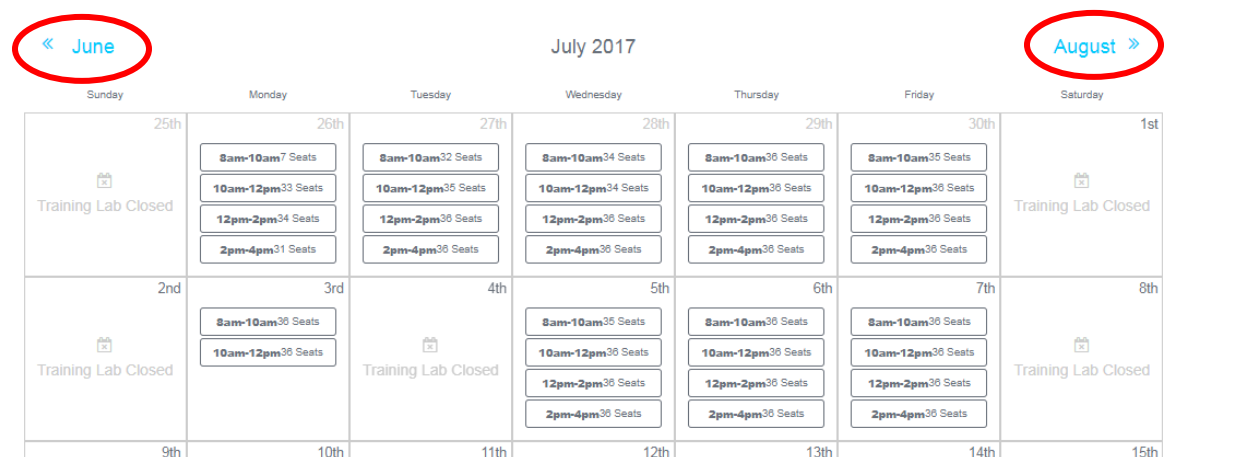 « June July 2017 August »
Sunday Monday Tuesday Wednesday Thursday Friday Saturday
25th 26th 27th 28th 29th 30th 1st
8am-10am7 Seats 8am-10am32 Seats 8am-10am34 Seats 8am-10am36 Seats 8am-10am35 Seats
10am-12pm33 Seats 10am-12pm35 Seats 10am-12pm34 Seats 10am-12pm36 Seats 10am-12pm36 Seats
Training Lab Closed Training Lab Closed
12pm-2pm34 Seats 12pm-2pm36 Seats 12pm-2pm36 Seats 12pm-2pm36 Seats 12pm-2pm36 Seats
2pm-4pm31 Seats 2pm-4pm36 Seats 2pm-4pm36 Seats 2pm-4pm36 Seats 2pm-4pm36 Seats
2nd 3rd 4th 5th 6th 7th 8th
8am-10am36 Seats 8am-10am35 Seats 8am-10am36 Seats 8am-10am36 Seats
10am-12pm36 Seats 10am-12pm36 Seats 10am-12pm36 Seats 10am-12pm36 Seats
Training Lab Closed Training Lab Closed Training Lab Closed
12pm-2pm36 Seats 12pm-2pm36 Seats 12pm-2pm36 Seats
2pm-4pm36 Seats 2pm-4pm36 Seats 2pm-4pm36 Seats
9th 10th 11th 12th 13th 14th 15th